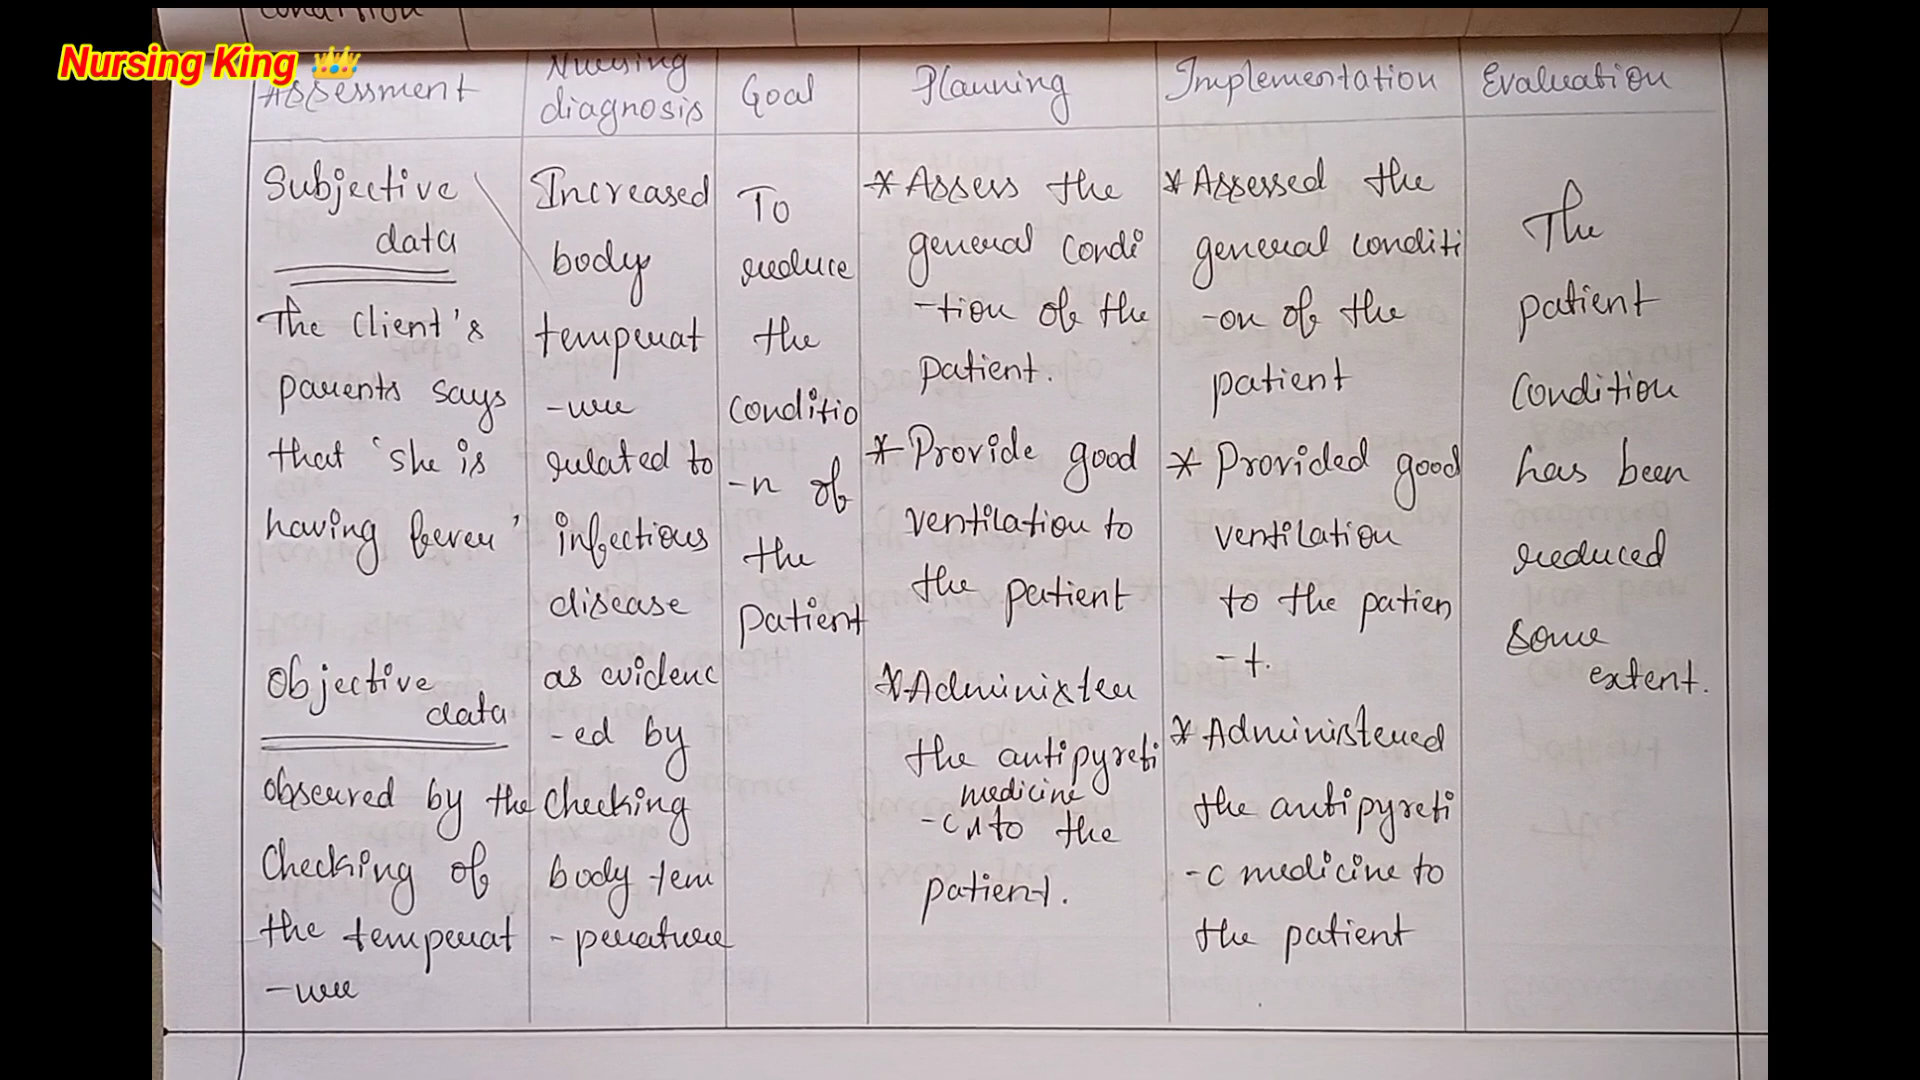 condition
Nursing King
Assessment
Nursing
diagnosis
Goal
Planning
Implementation
Evaluation
Subjective
data
The client's
parents says
that 'she is
having fever'
Objective
data
obseured by the
checking of
the temperat
-ure
Increased
body
temperat
-ure
related to
infectious
disease
as evidenc
-ed by
checking
body tem
-perature
To
reduce
the
conditio
-n of
the
patient
* Assess the
general condi
-tion of the
patient.
* Provide good
ventilation to
the patient
* Administer
the antipyreti
medicine
-c ∧ to the
patient.
* Assessed the
general conditi
-on of the
patient
* Provided good
ventilation
to the patien
-t.
* Administered
the antipyreti
-c medicine to
the patient
The
patient
condition
has been
reduced
some
extent.